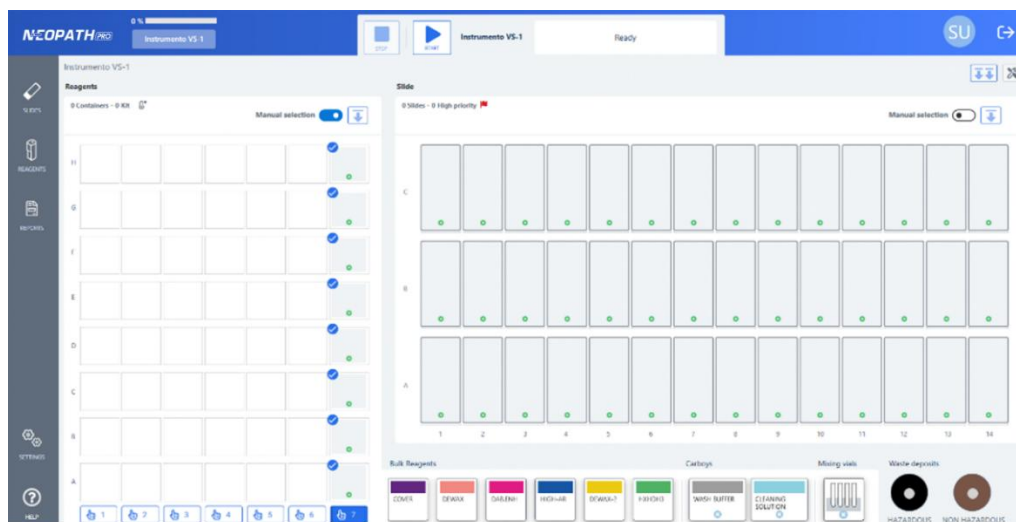 NEOPATH PRO
0 %
Instrumento VS-1
STOP
START
Instrumento VS-1
Ready
SU
Instrumento VS-1
SLIDES
REAGENTS
REPORTS
SETTINGS
HELP
Reagents
0 Containers - 0 Kit
Manual selection
H
G
F
E
D
C
B
A
1 2 3 4 5 6 7
Slide
0 Slides - 0 High priority
Manual selection
C
B
A
1 2 3 4 5 6 7 8 9 10 11 12 13 14
Bulk Reagents
COVER
DEWAX
DAB ENH
HIGH-AR
DEWAX-2
Carboys
WASH BUFFER
CLEANING
SOLUTION
Mixing vials
Waste deposits
HAZARDOUS
NON HAZARDOUS